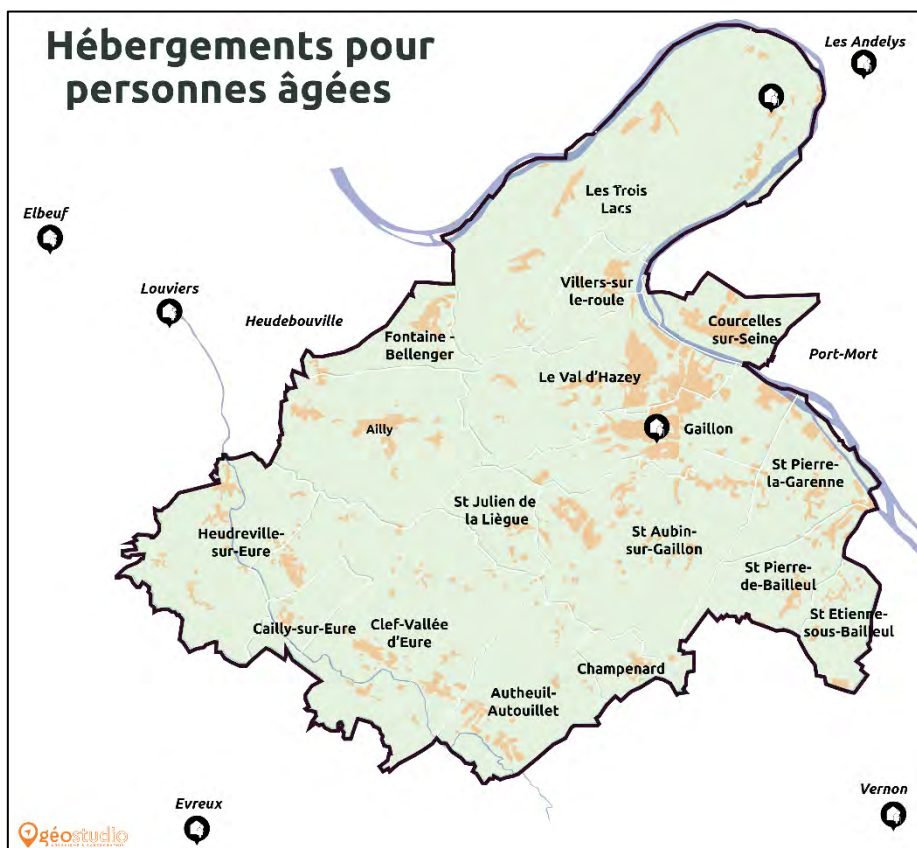 Hébergements pour
personnes âgées
Les Andelys
Elbeuf
Les Trois
Lacs
Louviers
Villers-sur
le-roule
Heudebouville
Fontaine -
Bellenger
Courcelles
sur-Seine
Port-Mort
Le Val d'Hazey
Ailly
Gaillon
St Pierre-
la-Garenne
St Julien de
la Liègue
Heudreville-
sur-Eure
St Aubin-
sur-Gaillon
St Pierre-
de-Bailleul
St Etienne-
sous-Bailleul
Cailly-sur-Eure
Clef-Vallée
d'Eure
Champenard
Autheuil-
Autouillet
Evreux
Vernon
géostudio